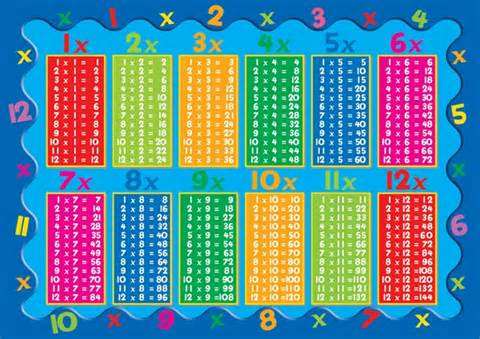 x 1 x 2 x 3 x 4 x
x
12
x
11
x
1x
1 x 1 = 1
2 x 1 = 2
3 x 1 = 3
4 x 1 = 4
5 x 1 = 5
6 x 1 = 6
7 x 1 = 7
8 x 1 = 8
9 x 1 = 9
10 x 1 = 10
11 x 1 = 11
12 x 1 = 12
2x
1 x 2 = 2
2 x 2 = 4
3 x 2 = 6
4 x 2 = 8
5 x 2 = 10
6 x 2 = 12
7 x 2 = 14
8 x 2 = 16
9 x 2 = 18
10 x 2 = 20
11 x 2 = 22
12 x 2 = 24
3x
1 x 3 = 3
2 x 3 = 6
3 x 3 = 9
4 x 3 = 12
5 x 3 = 15
6 x 3 = 18
7 x 3 = 21
8 x 3 = 24
9 x 3 = 27
10 x 3 = 30
11 x 3 = 33
12 x 3 = 36
4x
1 x 4 = 4
2 x 4 = 8
3 x 4 = 12
4 x 4 = 16
5 x 4 = 20
6 x 4 = 24
7 x 4 = 28
8 x 4 = 32
9 x 4 = 36
10 x 4 = 40
11 x 4 = 44
12 x 4 = 48
5x
1 x 5 = 5
2 x 5 = 10
3 x 5 = 15
4 x 5 = 20
5 x 5 = 25
6 x 5 = 30
7 x 5 = 35
8 x 5 = 40
9 x 5 = 45
10 x 5 = 50
11 x 5 = 55
12 x 5 = 60
6x
1 x 6 = 6
2 x 6 = 12
3 x 6 = 18
4 x 6 = 24
5 x 6 = 30
6 x 6 = 36
7 x 6 = 42
8 x 6 = 48
9 x 6 = 54
10 x 6 = 60
11 x 6 = 66
12 x 6 = 72
7x
1 x 7 = 7
2 x 7 = 14
3 x 7 = 21
4 x 7 = 28
5 x 7 = 35
6 x 7 = 42
7 x 7 = 49
8 x 7 = 56
9 x 7 = 63
10 x 7 = 70
11 x 7 = 77
12 x 7 = 84
8x
1 x 8 = 8
2 x 8 = 16
3 x 8 = 24
4 x 8 = 32
5 x 8 = 40
6 x 8 = 48
7 x 8 = 56
8 x 8 = 64
9 x 8 = 72
10 x 8 = 80
11 x 8 = 88
12 x 8 = 96
9x
1 x 9 = 9
2 x 9 = 18
3 x 9 = 27
4 x 9 = 36
5 x 9 = 45
6 x 9 = 54
7 x 9 = 63
8 x 9 = 72
9 x 9 = 81
10 x 9 = 90
11 x 9 = 99
12 x 9 =108
10x
1 x 10 = 10
2 x 10 = 20
3 x 10 = 30
4 x 10 = 40
5 x 10 = 50
6 x 10 = 60
7 x 10 = 70
8 x 10 = 80
9 x 10 = 90
10 x 10 =100
11 x 10 =110
12 x 10 =120
11x
1 x 11 = 11
2 x 11 = 22
3 x 11 = 33
4 x 11 = 44
5 x 11 = 55
6 x 11 = 66
7 x 11 = 77
8 x 11 = 88
9 x 11 = 99
10 x 11 =110
11 x 11 =121
12 x 11 =132
12x
1 x 12 = 12
2 x 12 = 24
3 x 12 = 36
4 x 12 = 48
5 x 12 = 60
6 x 12 = 72
7 x 12 = 84
8 x 12 = 96
9 x 12 =108
10 x 12 =120
11 x 12 =132
12 x 12 =144
x
5
x
6
x
10 x 9 x 8 x 7 x